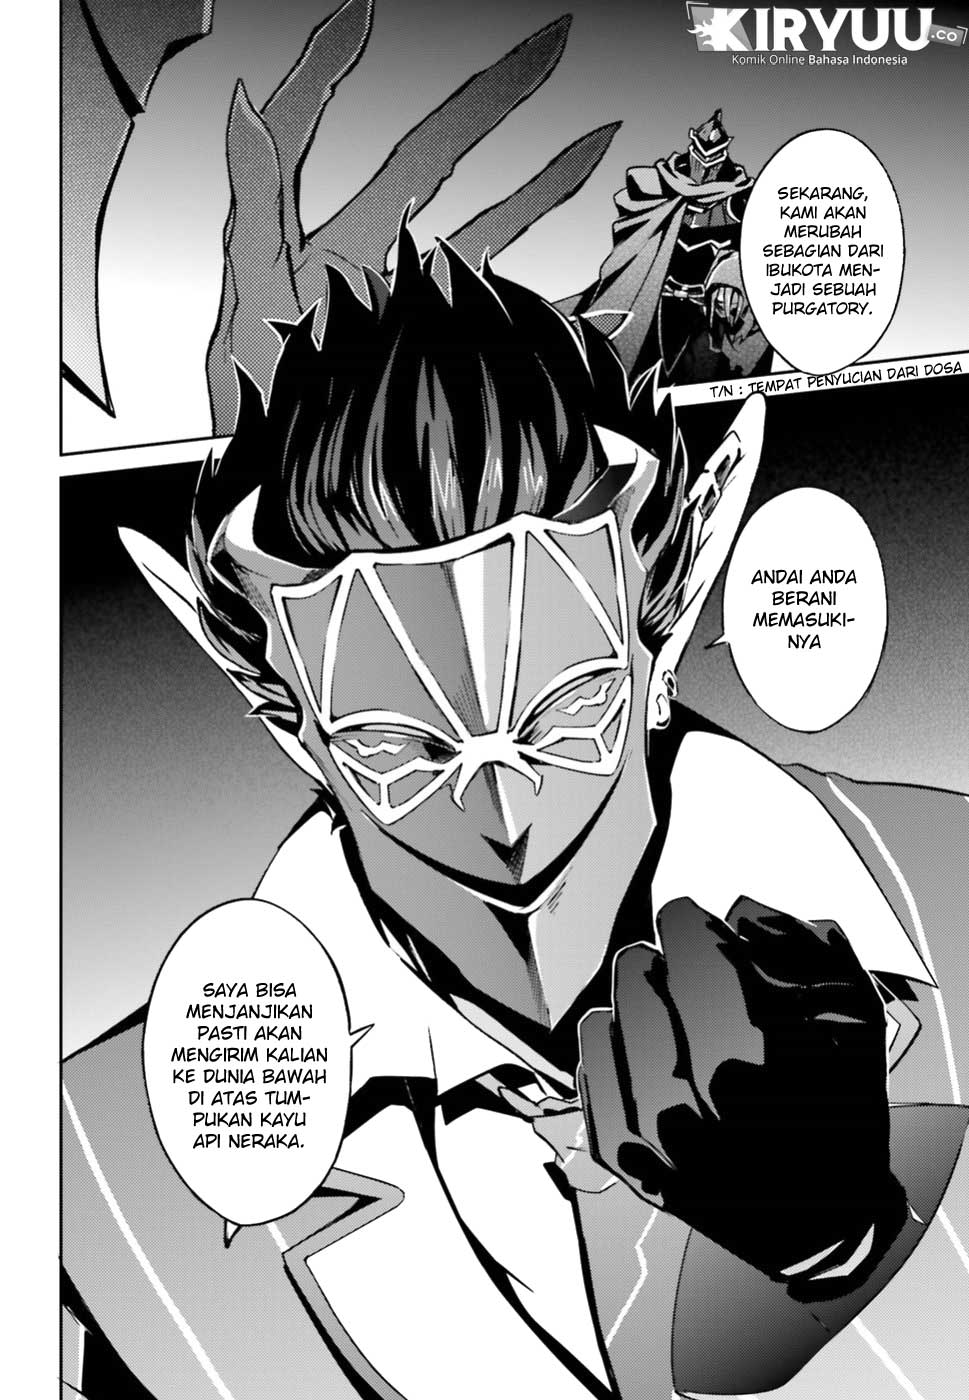 KIRYUU.CO
Komik Online Bahasa Indonesia
SEKARANG,
KAMI AKAN
MERUBAH
SEBAGIAN DARI
IBUKOTA MEN-
JADI SEBUAH
PURGATORY.
T/N : TEMPAT PENYUCIAN DARI DOSA
ANDAI ANDA
BERANI
MEMASUKI-
NYA
SAYA BISA
MENJANJIKAN
PASTI AKAN
MENGIRIM KALIAN
KE DUNIA BAWAH
DI ATAS TUM-
PUKAN KAYU
API NERAKA.